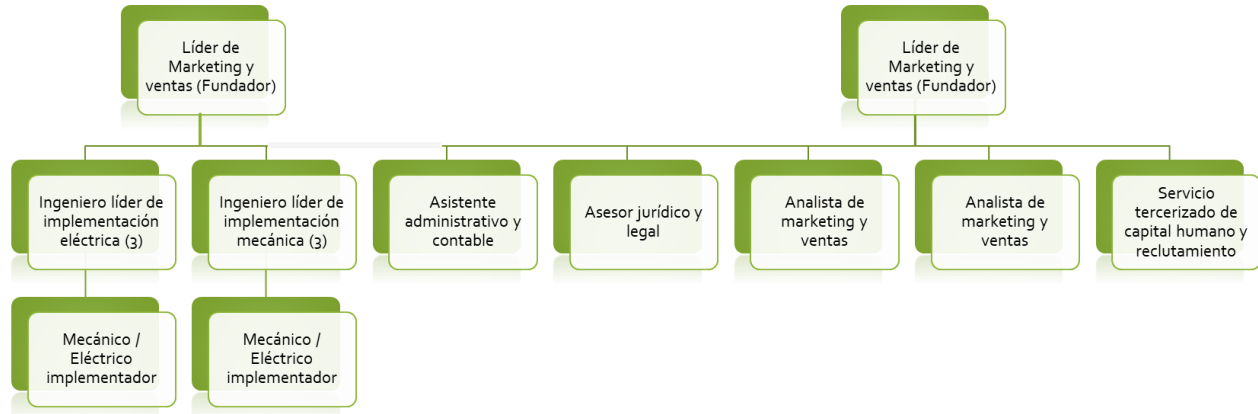 Líder de
Marketing y
ventas (Fundador)
Líder de
Marketing y
ventas (Fundador)
Ingeniero líder de
implementación
eléctrica (3)
Ingeniero líder de
implementación
mecánica (3)
Asistente
administrativo y
contable
Asesor jurídico y
legal
Analista de
marketing y
ventas
Analista de
marketing y
ventas
Servicio
tercerizado de
capital humano y
reclutamiento
Mecánico /
Eléctrico
implementador
Mecánico /
Eléctrico
implementador